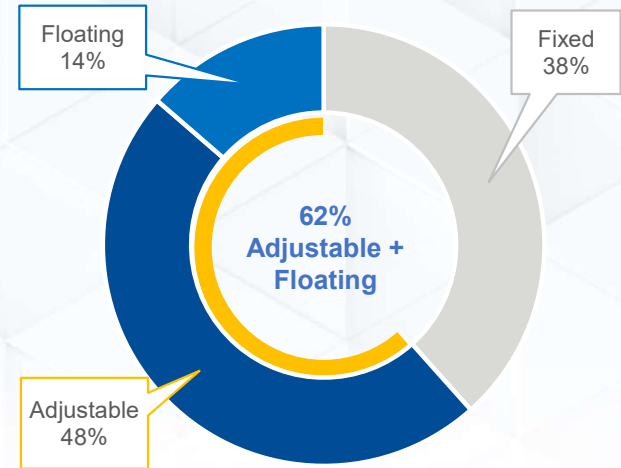 Floating
14%
Fixed
38%
62%
Adjustable +
Floating
Adjustable
48%